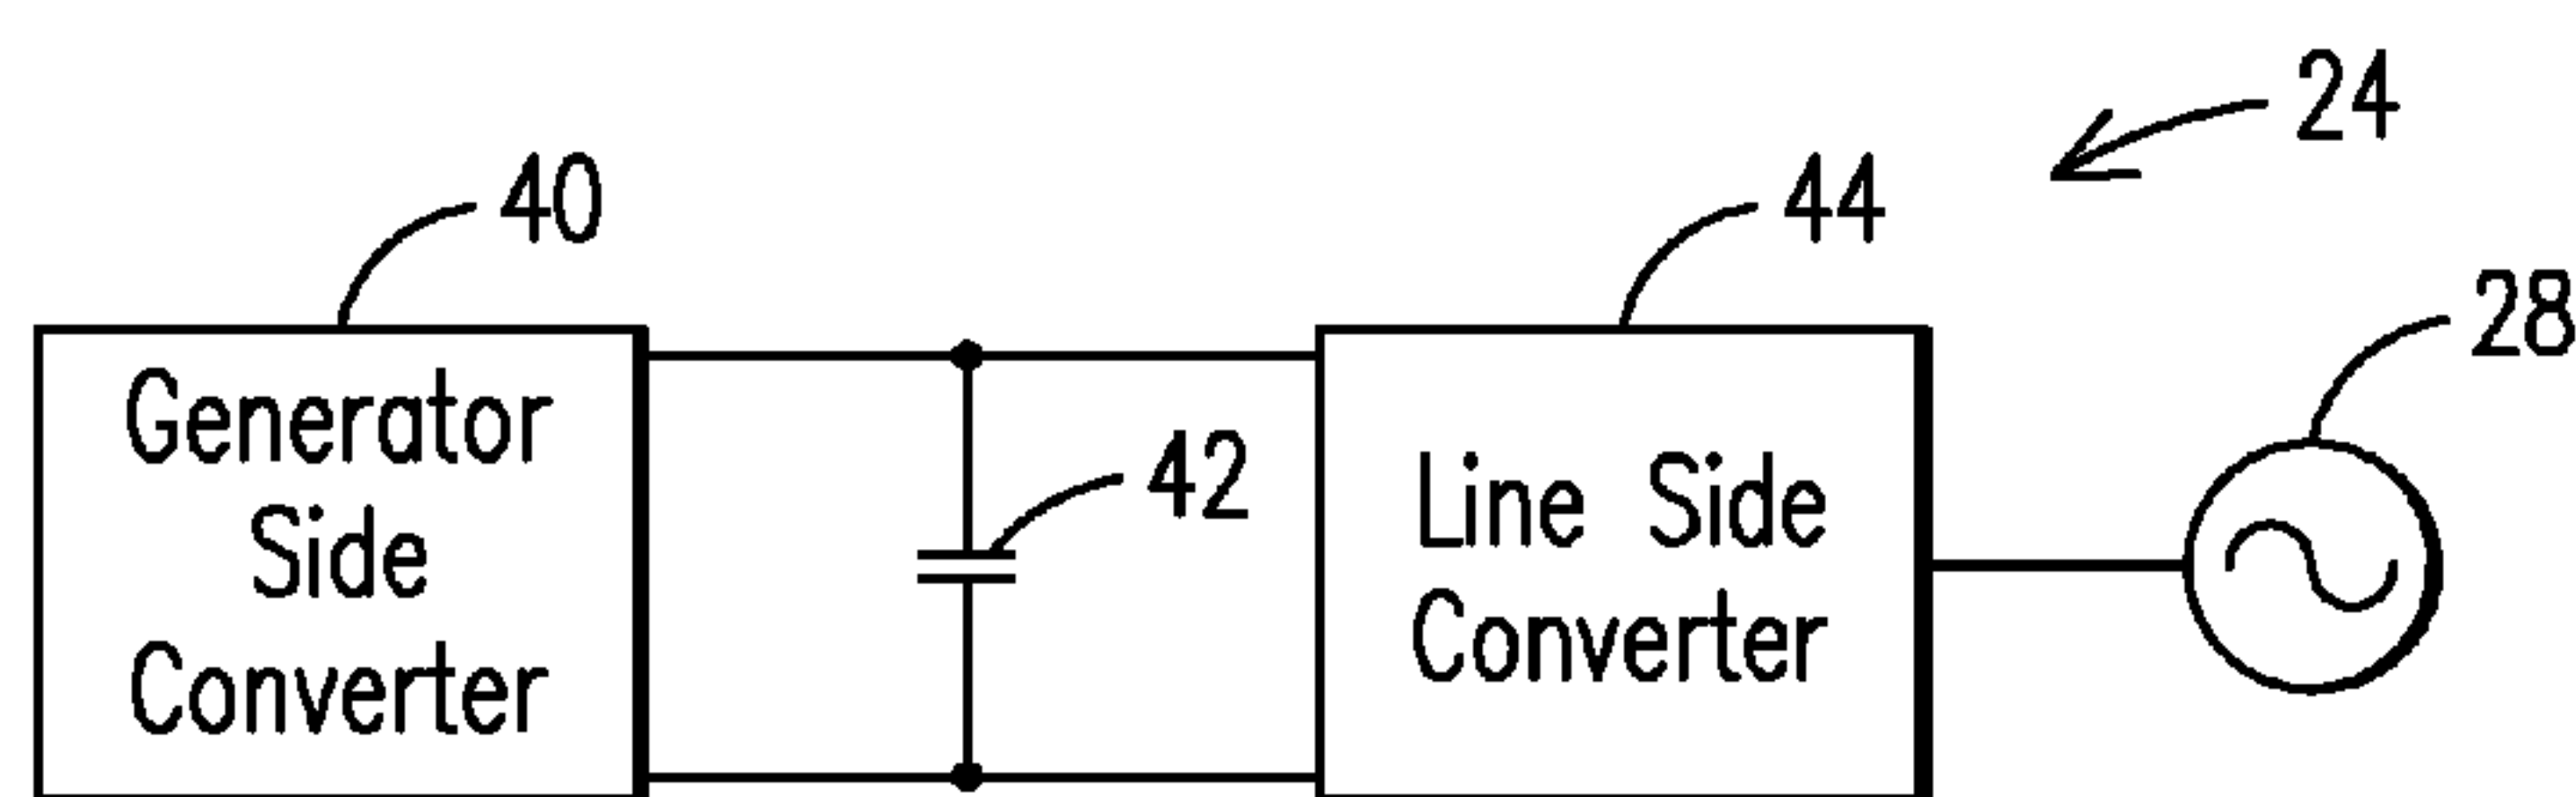 24
40
44
28
Generator
Side
Converter
42
Line Side
Converter